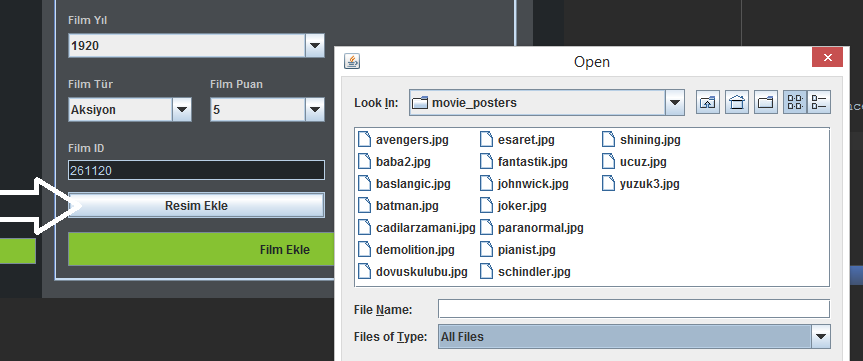 Film Yıl
1920
Film Tür Film Puan
Aksiyon 5
Film ID
261120
Resim Ekle
Film Ekle
Open
Look In: movie_posters
avengers.jpg esaret.jpg shining.jpg
baba2.jpg fantastik.jpg ucuz.jpg
baslangic.jpg johnwick.jpg yuzuk3.jpg
batman.jpg joker.jpg
cadilarzamani.jpg paranormal.jpg
demolition.jpg pianist.jpg
dovuskulubu.jpg schindler.jpg
File Name:
Files of Type: All Files